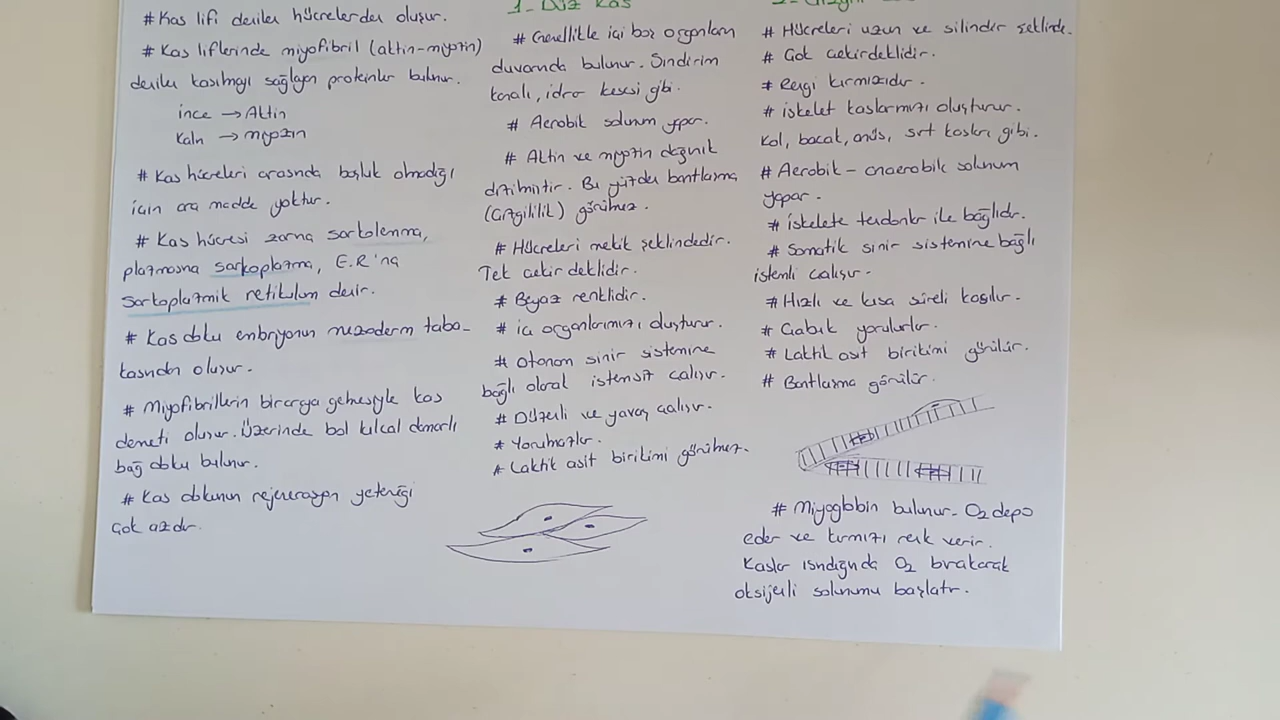 # Kas lifi denilen hücrelerden oluşur.
# Kas liflerinde miyofibril (aktin-miyozin)
denilen kasılmayı sağlayan proteinler bulunur.
ince → Aktin
Kalın → miyozin
# Kas hücreleri arasında boşluk olmadığı
için ara madde yoktur.
# Kas hücresi zarına sarkolemma,
plazmasına sarkoplazma, E.R'na
sarkoplazmik retikulum denir.
# Kas doku embriyonun mezoderm taba-
kasından oluşur.
# Miyofibrillerin biraraya gelmesiyle kas
demeti oluşur. Üzerinde bol kılcal damarlı
bağ doku bulunur.
# Kas dokunun rejenerasyon yeteneği
çok azdır.
1- Düz Kas
# Genellikle içi boş organların
duvarında bulunur. Sindirim
kanalı, idrar kesesi gibi.
# Aerobik solunum yapar.
# Aktin ve miyozin dağınık
dizilmiştir. Bu yüzden bantlaşma
(çizgililik) görülmez.
# Hücreleri mekik şeklindedir.
Tek çekirdeklidir.
# Beyaz renklidir.
# iç organlarımızı oluşturur.
# Otonom sinir sistemine
bağlı olarak istemsiz çalışır.
# Düzenli ve yavaş çalışır.
# Yorulmazlar.
# Laktik asit birikimi görülmez.
2- Çizgili
# Hücreleri uzun ve silindir şeklinde.
# Çok çekirdeklidir.
# Rengi kırmızıdır.
# iskelet kaslarımızı oluşturur.
Kol, bacak, anüs, sırt kasları gibi.
# Aerobik - anaerobik solunum
yapar.
# iskelete tendonlar ile bağlıdır.
# Somatik sinir sistemine bağlı
istemli çalışır.
# Hızlı ve kısa süreli kasılır.
# Çabuk yorulurlar.
# Laktik asit birikimi görülür.
# Bantlaşma görülür.
# Miyoglobin bulunur. O₂ depo
eder ve kırmızı renk verir.
Kaslar ısındığında O₂ bırakarak
oksijenli solunumu başlatır.